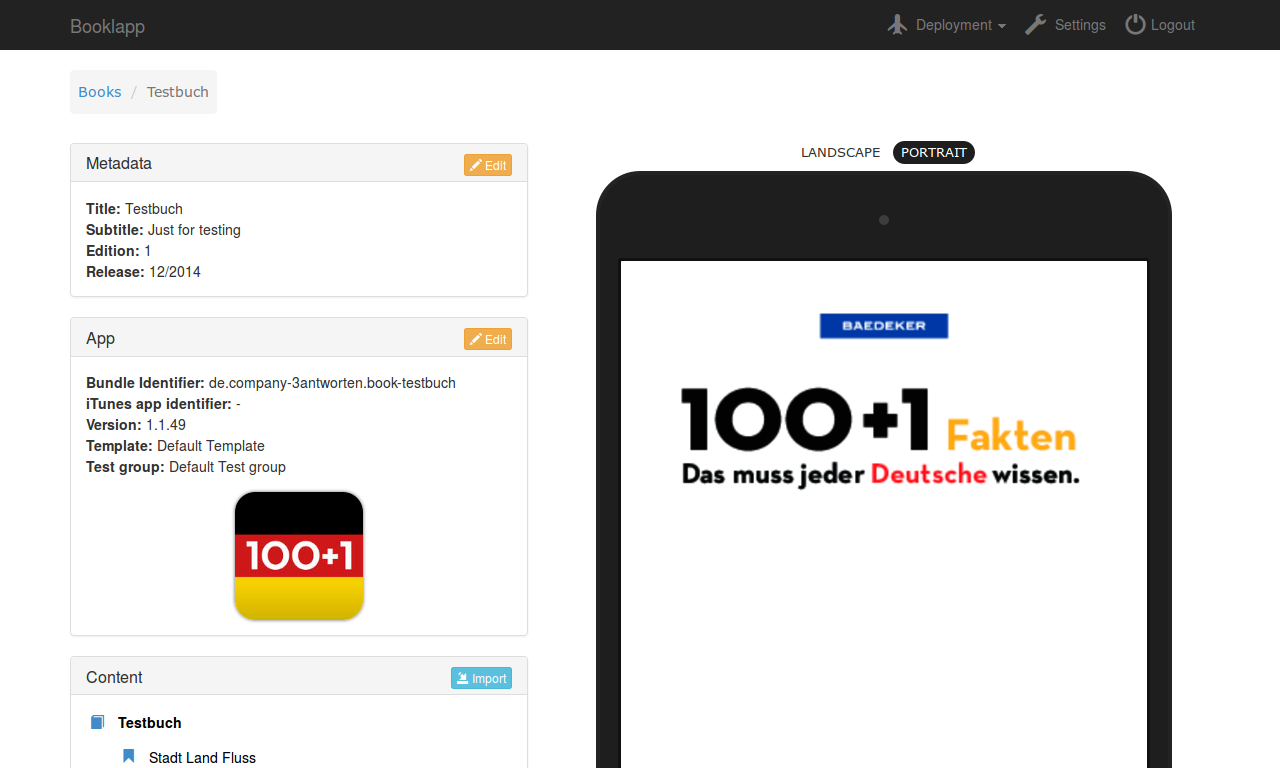 Booklapp
Deployment
Settings
Logout
Books / Testbuch
Metadata
Edit
Title: Testbuch
Subtitle: Just for testing
Edition: 1
Release: 12/2014
App
Edit
Bundle Identifier: de.company-3antworten.book-testbuch
iTunes app identifier: -
Version: 1.1.49
Template: Default Template
Test group: Default Test group
100+1
Content
Import
Testbuch
Stadt Land Fluss
LANDSCAPE PORTRAIT
BAEDEKER
100+1 Fakten
Das muss jeder Deutsche wissen.